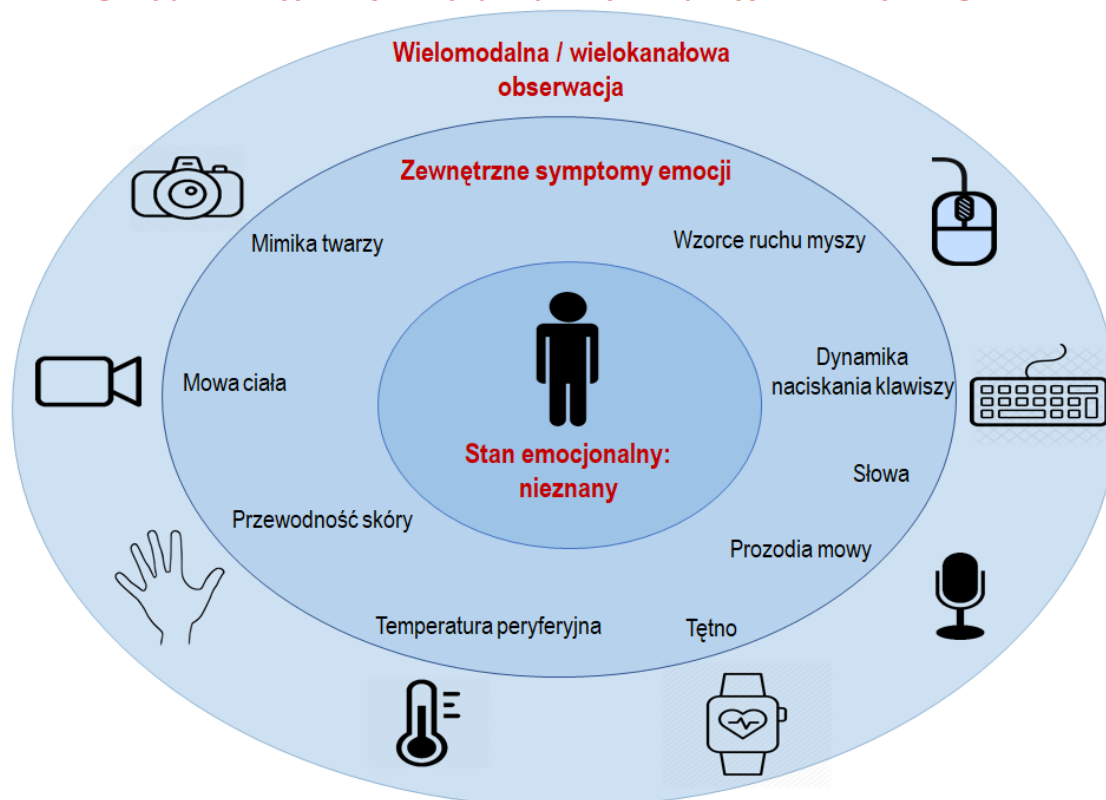 Wielomodalna / wielokanałowa
obserwacja
Zewnętrzne symptomy emocji
Mimika twarzy
Wzorce ruchu myszy
Mowa ciała
Dynamika
naciskania klawiszy
Stan emocjonalny:
nieznany
Słowa
Przewodność skóry
Prozodia mowy
Temperatura peryferyjna
Tętno